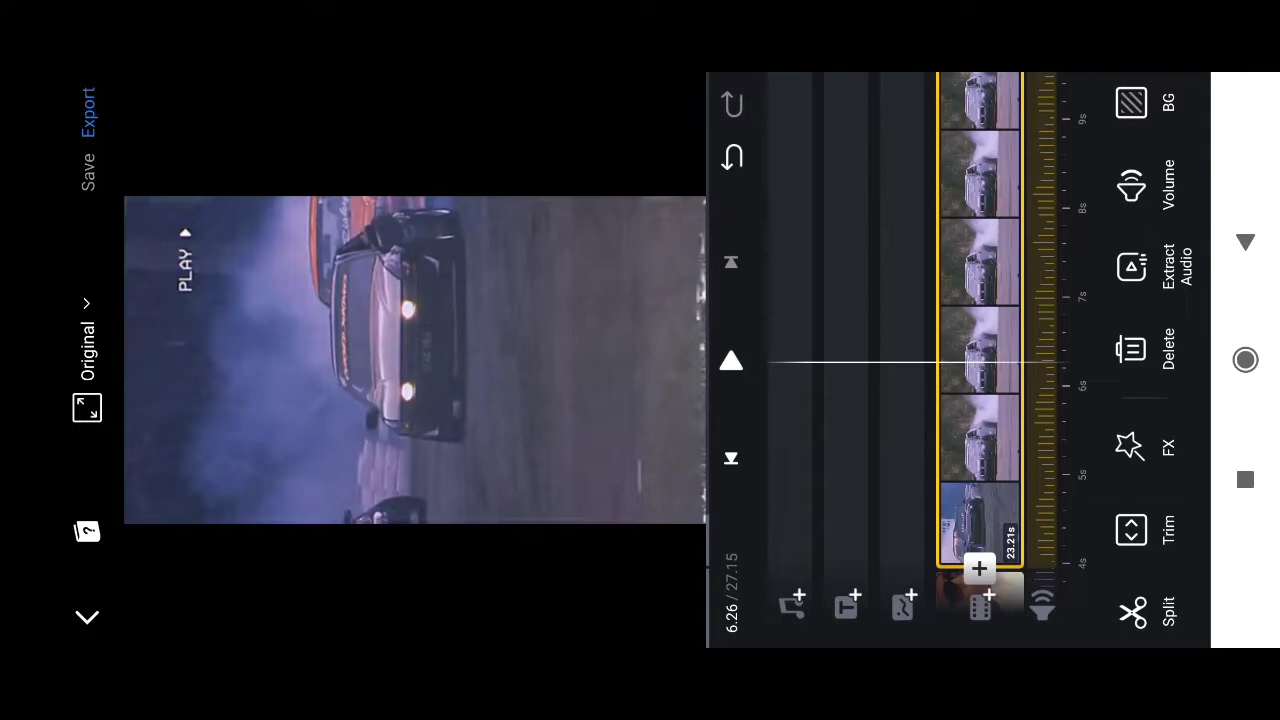 Original
Save
Export
PLAY
6.26 / 27.15
23.21s
4s
5s
6s
7s
8s
9s
Split
Trim
FX
Delete
Extract
Audio
Volume
BG